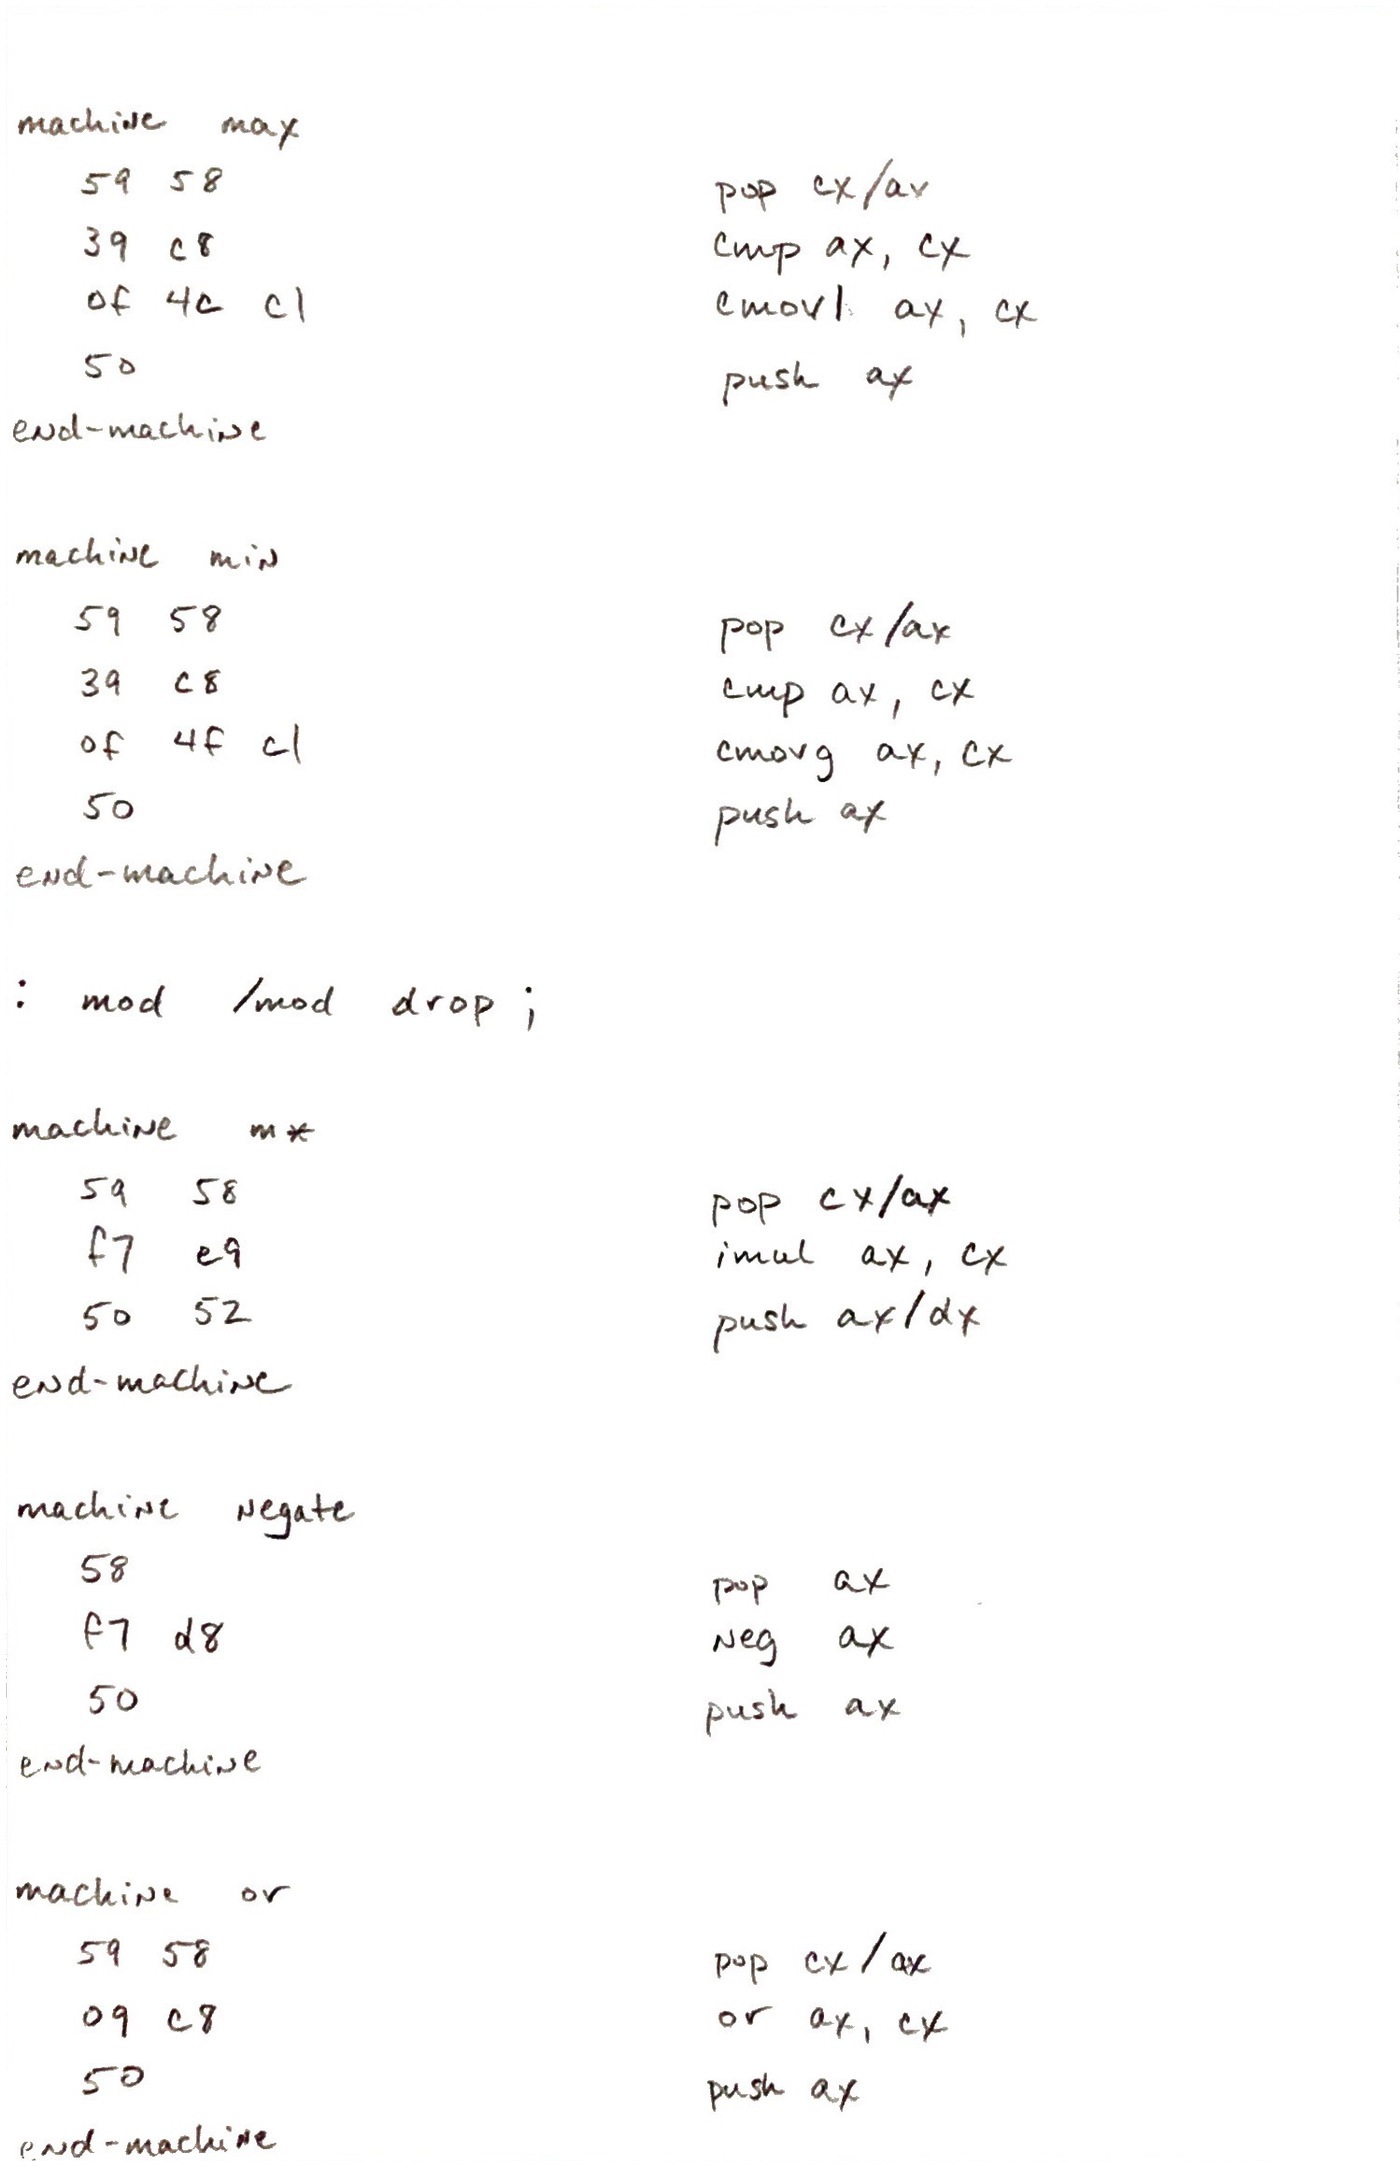 machine max
59 58 pop cx/ax
39 c8 cmp ax, cx
0f 4c c1 cmovl ax, cx
50 push ax
end-machine
machine min
59 58 pop cx/ax
39 c8 cmp ax, cx
0f 4f c1 cmovg ax, cx
50 push ax
end-machine
: mod /mod drop ;
machine m*
59 58 pop cx/ax
f7 e9 imul ax, cx
50 52 push ax/dx
end-machine
machine negate
58 pop ax
f7 d8 neg ax
50 push ax
end-machine
machine or
59 58 pop cx/ax
09 c8 or ax, cx
50 push ax
end-machine